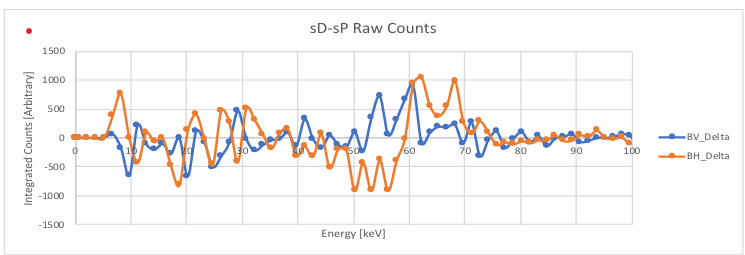 sD-sP Raw Counts
1500
1000
500
0
-500
-1000
-1500
Integrated Counts [Arbitrary]
0 10 20 30 40 50 60 70 80 90 100
Energy [keV]
BV_Delta
BH_Delta